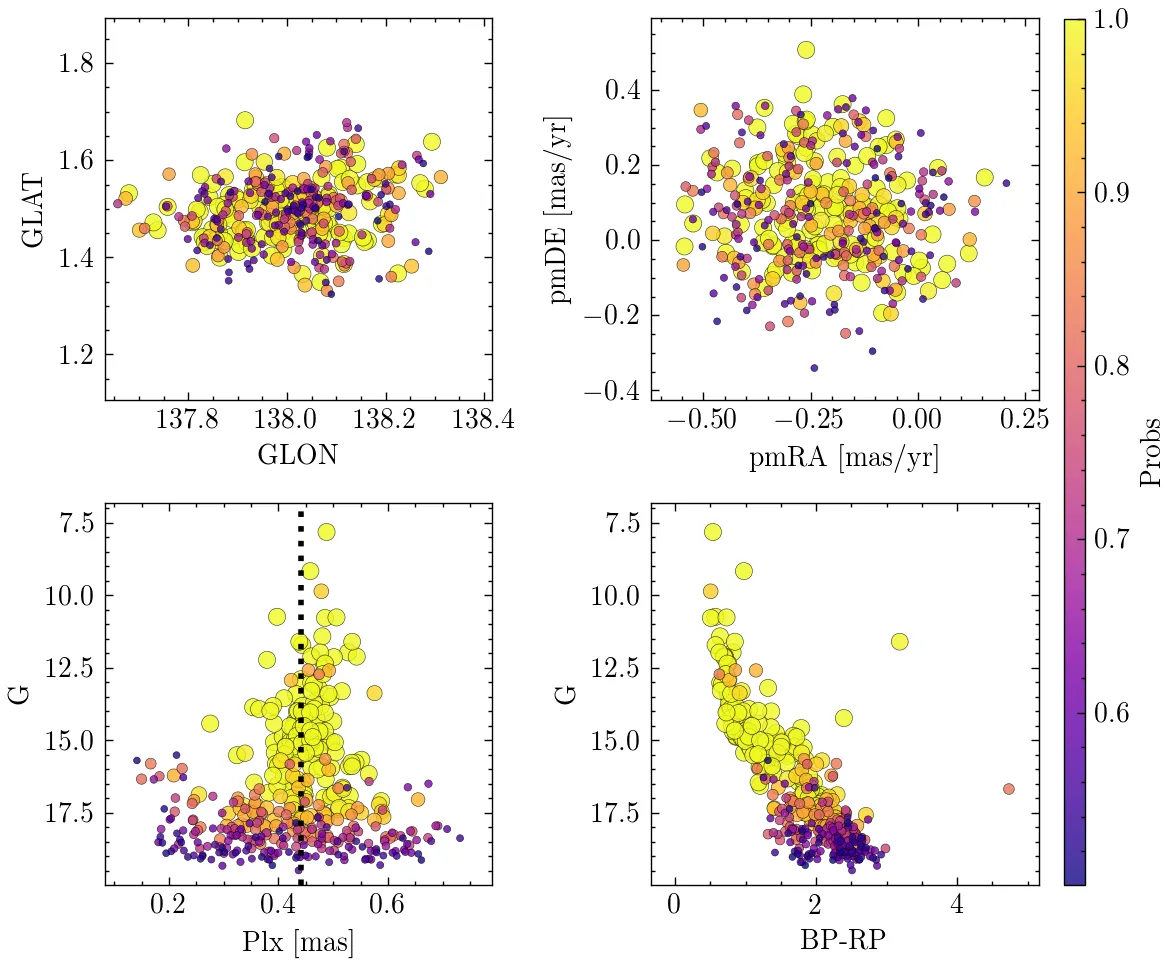 1.8
1.6
1.4
1.2
GLAT
137.8 138.0 138.2 138.4
GLON
0.4
0.2
0.0
−0.2
−0.4
pmDE [mas/yr]
−0.50 −0.25 0.00 0.25
pmRA [mas/yr]
7.5
10.0
12.5
15.0
17.5
G
0.2 0.4 0.6
Plx [mas]
7.5
10.0
12.5
15.0
17.5
G
0 2 4
BP-RP
1.0
0.9
0.8
0.7
0.6
Probs